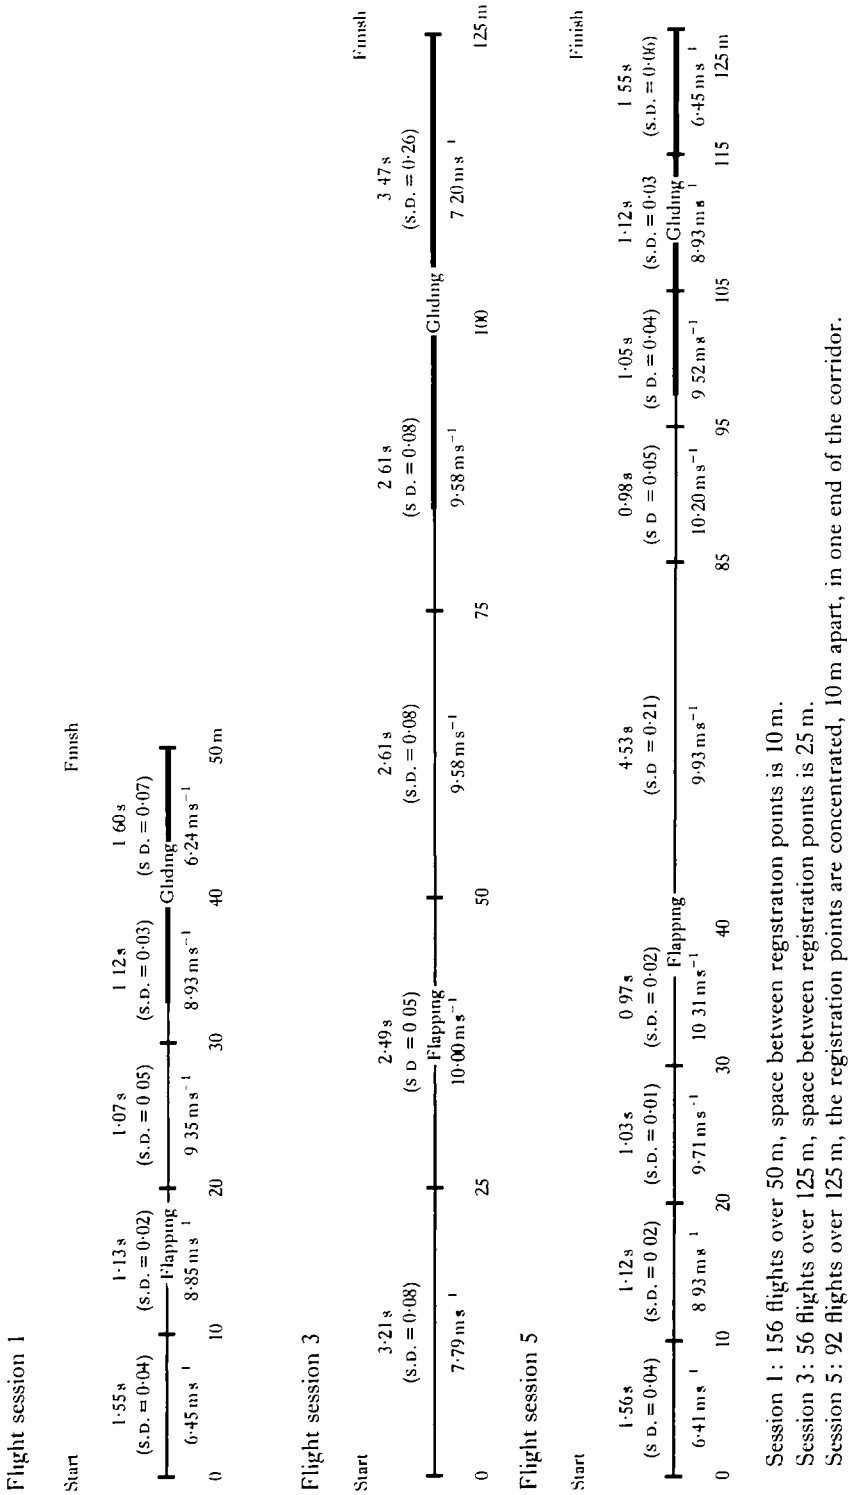 Flight session 1
Start
Finish
1·55 s
(s.d. = 0·04)
6·45 m s⁻¹
1·13 s
(s.d. = 0·02)
Flapping
8·85 m s⁻¹
1·07 s
(s.d. = 0 05)
9 35 m s⁻¹
1 12 s
(s.d. = 0·03)
8·93 m s⁻¹
1 60 s
(s d. = 0·07)
Gliding
6·24 m s⁻¹
0
10
20
30
40
50 m
Flight session 3
Start
Finish
3·21 s
(s.d. = 0·08)
7·79 m s⁻¹
2·49 s
(s d = 0 05)
Flapping
10·00 m s⁻¹
2·61 s
(s.d. = 0·08)
9·58 m s⁻¹
2 61 s
(s d. = 0·08)
9·58 m s⁻¹
Gliding
3 47 s
(s.d. = 0·26)
7 20 m s⁻¹
0
25
50
75
100
125 m
Flight session 5
Start
Finish
1·56 s
(s d. = 0·04)
6·41 m s⁻¹
1·12 s
(s.d. = 0 02)
8 93 m s⁻¹
1·03 s
(s.d. = 0·01)
9·71 m s⁻¹
0 97 s
(s.d. = 0·02)
Flapping
10 31 m s⁻¹
4·53 s
(s.d = 0·21)
9·93 m s⁻¹
0·98 s
(s d = 0·05)
10·20 m s⁻¹
1·05 s
(s d. = 0·04)
9 52 m s⁻¹
1·12 s
(s.d. = 0·03
Gliding
8·93 m s⁻¹
1 55 s
(s.d. = 0·06)
6·45 m s⁻¹
0
10
20
30
40
85
95
105
115
125 m
Session 1: 156 flights over 50 m, space between registration points is 10 m.
Session 3: 56 flights over 125 m, space between registration points is 25 m.
Session 5: 92 flights over 125 m, the registration points are concentrated, 10 m apart, in one end of the corridor.